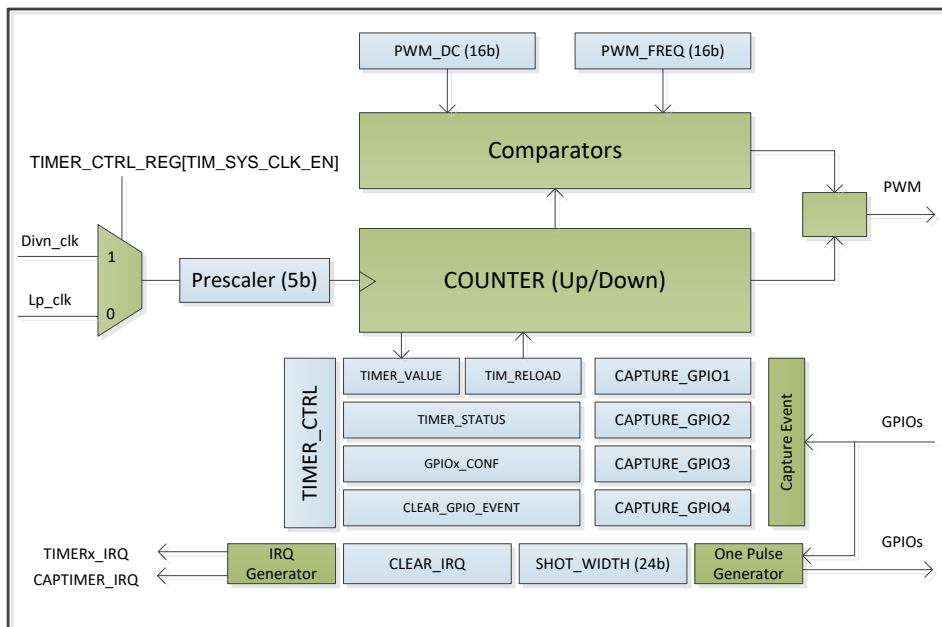 PWM_DC (16b)
PWM_FREQ (16b)
Comparators
TIMER_CTRL_REG[TIM_SYS_CLK_EN]
PWM
Divn_clk
1
Prescaler (5b)
COUNTER (Up/Down)
Lp_clk
0
TIMER_CTRL
TIMER_VALUE
TIM_RELOAD
CAPTURE_GPIO1
TIMER_STATUS
CAPTURE_GPIO2
GPIOx_CONF
CAPTURE_GPIO3
CLEAR_GPIO_EVENT
CAPTURE_GPIO4
Capture Event
GPIOs
TIMERx_IRQ
CAPTIMER_IRQ
IRQ
Generator
CLEAR_IRQ
SHOT_WIDTH (24b)
One Pulse
Generator
GPIOs